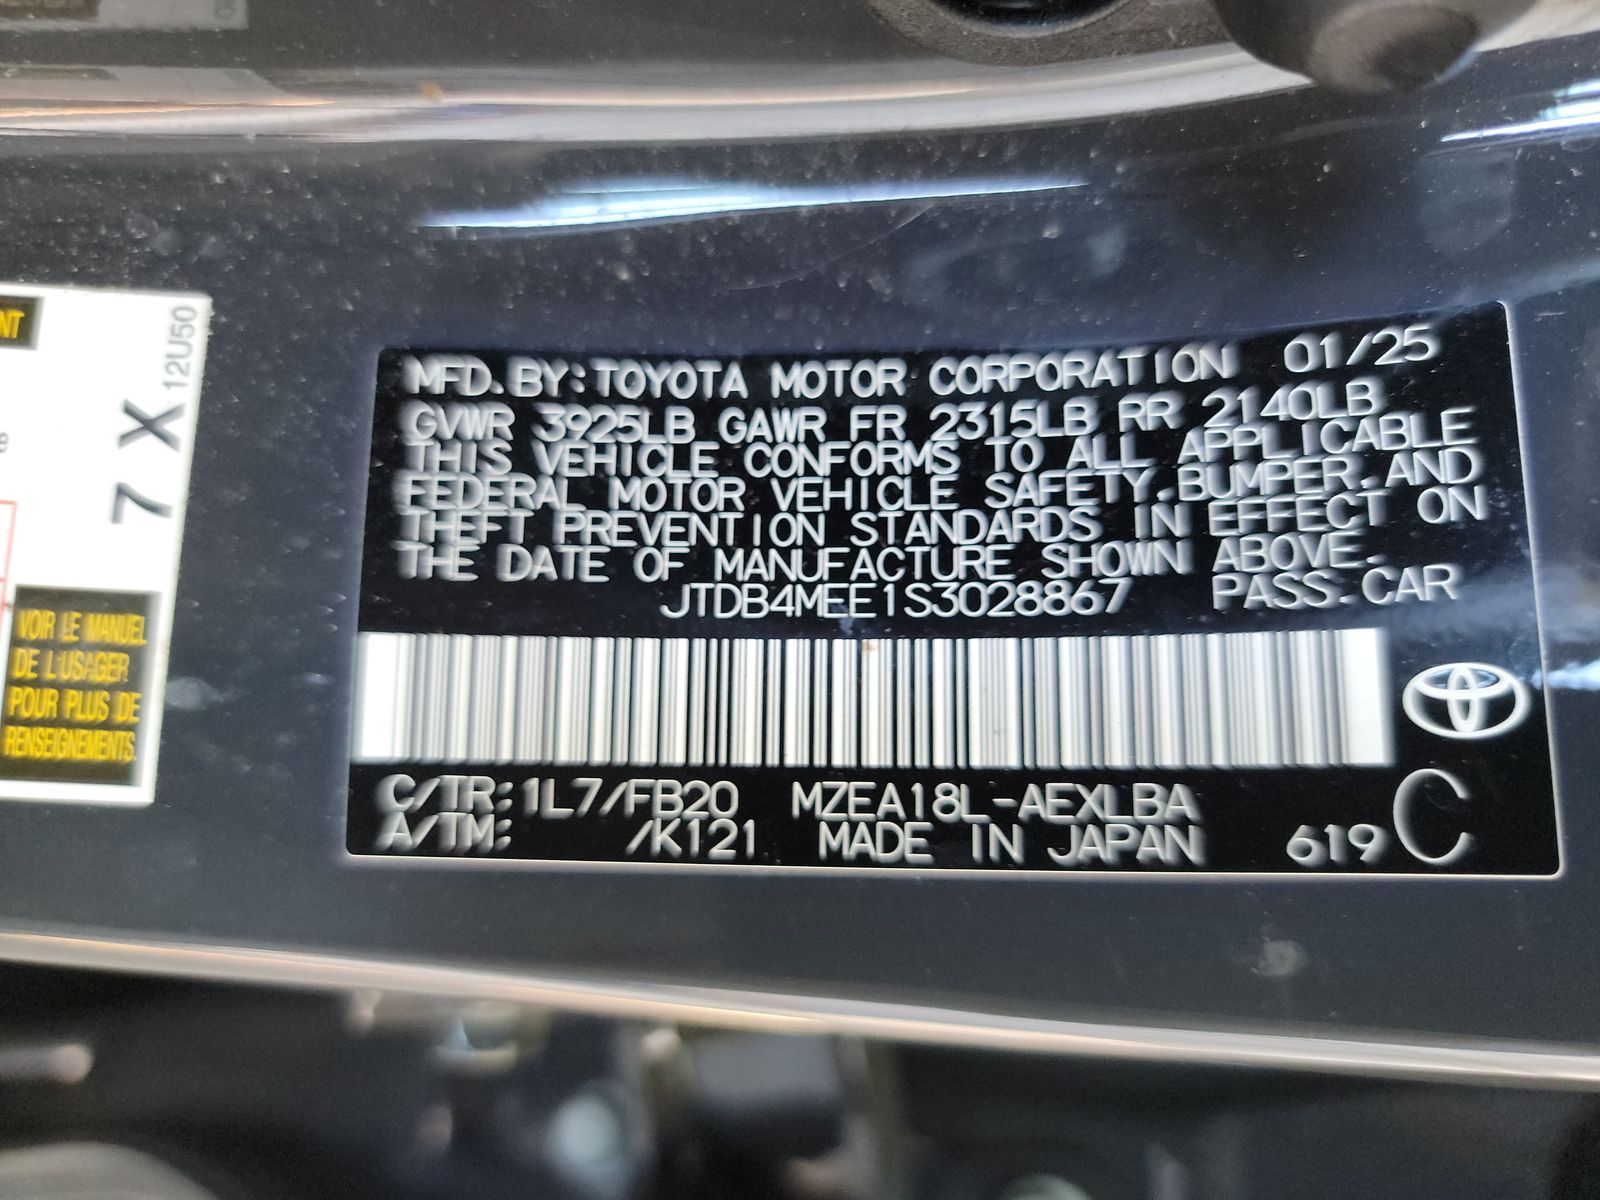 NT
7 X 12U50
VOIR LE MANUEL
DE L'USAGER
POUR PLUS DE
RENSEIGNEMENTS
MFD. BY: TOYOTA MOTOR CORPORATION 01/25
GVWR 3925LB GAWR FR 2315LB RR 2140LB
THIS VEHICLE CONFORMS TO ALL APPLICABLE
FEDERAL MOTOR VEHICLE SAFETY, BUMPER, AND
THEFT PREVENTION STANDARDS IN EFFECT ON
THE DATE OF MANUFACTURE SHOWN ABOVE.
JTDB4MEE1S3028867 PASS. CAR
C/TR: 1L7/FB20 MZEA18L-AEXLBA
A/TM: /K121 MADE IN JAPAN 619 C